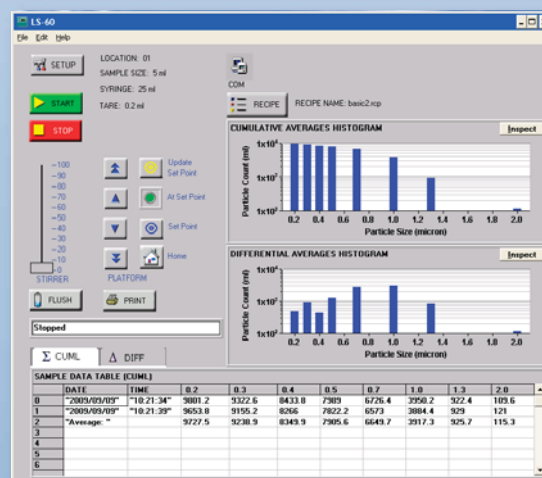 LS-60
File Edit Help
SETUP
LOCATION: 01
SAMPLE SIZE: 5 ml
SYRINGE: 25 ml
TARE: 0.2 ml
COM
START
STOP
RECIPE
RECIPE NAME: basic2.rcp
CUMULATIVE AVERAGES HISTOGRAM
Inspect
Particle Count (ml)
1x10⁴
1x10³
1x10²
0.2 0.4 0.6 0.8 1.0 1.2 1.4 1.6 1.8 2.0
Particle Size (micron)
-100
-90
-80
-70
-60
-50
-40
-30
-20
-10
-0
STIRRER
Update
Set Point
At Set Point
Set Point
Home
PLATFORM
DIFFERENTIAL AVERAGES HISTOGRAM
Inspect
Particle Count (ml)
1x10⁴
1x10³
1x10²
0.2 0.4 0.6 0.8 1.0 1.2 1.4 1.6 1.8 2.0
Particle Size (micron)
FLUSH
PRINT
Stopped
Σ CUML
Δ DIFF
SAMPLE DATA TABLE (CUML)
DATE TIME 0.2 0.3 0.4 0.5 0.7 1.0 1.3 2.0
0 "2009/09/09" "10:21:34" 9801.2 9322.6 8433.8 7989 6726.4 3950.2 922.4 109.6
1 "2009/09/09" "10:21:39" 9653.8 9155.2 8266 7822.2 6573 3884.4 929 121
2 "Average: " 9727.5 9238.9 8349.9 7905.6 6649.7 3917.3 925.7 115.3
3
4
5
6